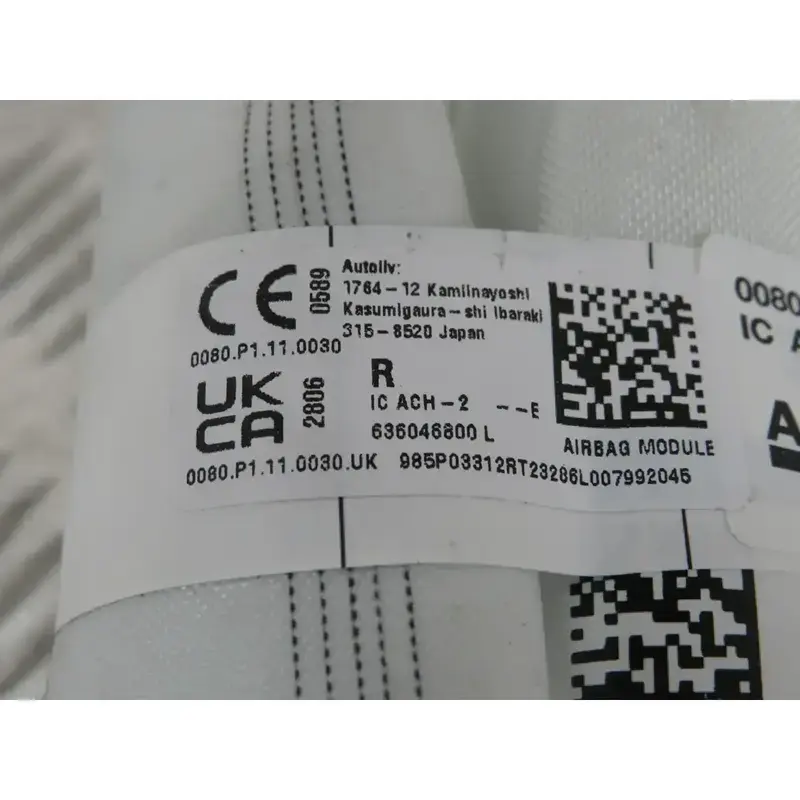 CE 0589
0080.P1.11.0030
UK
CA 2806
0080.P1.11.0030.UK
Autoliv:
1764-12 Kamiinayoshi
Kasumigaura-shi Ibaraki
315-8520 Japan
R
IC ACH-2 --E
636046800 L
985P03312RT23286L007992045
AIRBAG MODULE
0080
IC
A